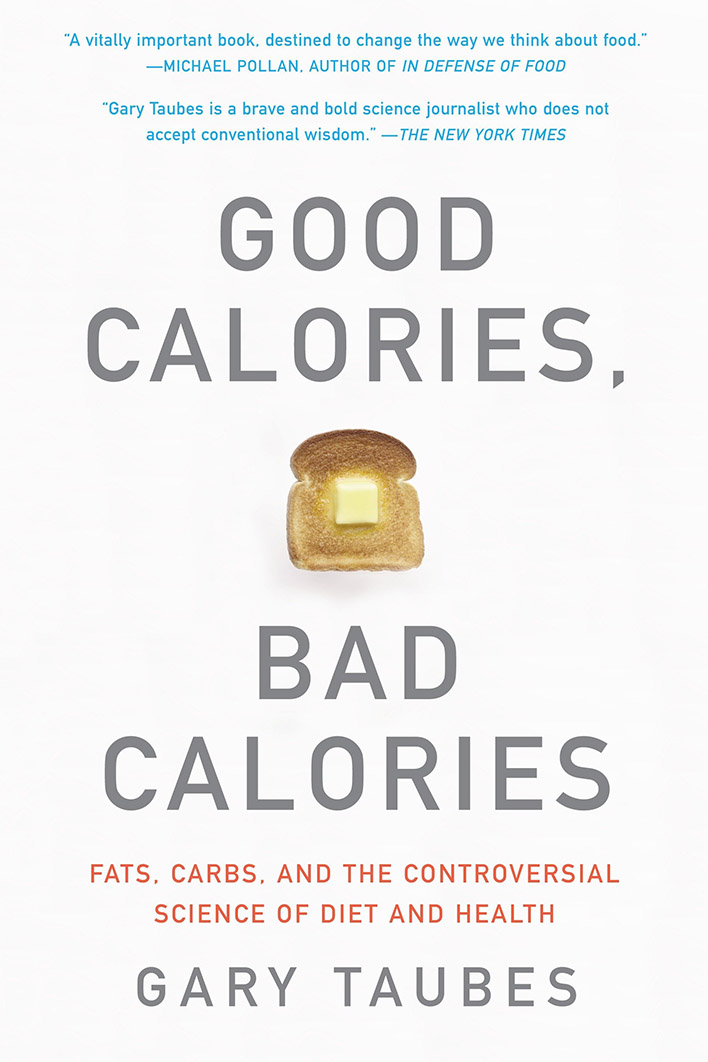 “A vitally important book, destined to change the way we think about food.”
—MICHAEL POLLAN, AUTHOR OF IN DEFENSE OF FOOD
“Gary Taubes is a brave and bold science journalist who does not
accept conventional wisdom.” —THE NEW YORK TIMES
GOOD
CALORIES,
BAD
CALORIES
FATS, CARBS, AND THE CONTROVERSIAL
SCIENCE OF DIET AND HEALTH
GARY TAUBES